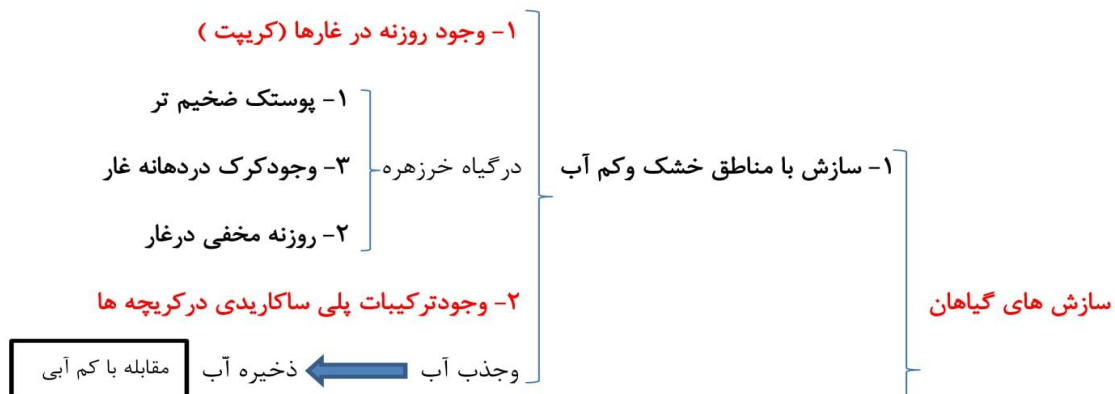 ۱- وجود روزنه در غارها (کریپت )
۱- پوستک ضخیم تر
۱- سازش با مناطق خشک وکم آب
درگیاه خرزهره
۳- وجودکرک دردهانه غار
۲- روزنه مخفی درغار
سازش های گیاهان
۲- وجودترکیبات پلی ساکاریدی درکریچه ها
وجذب آب
ذخیره آب
مقابله با کم آبی